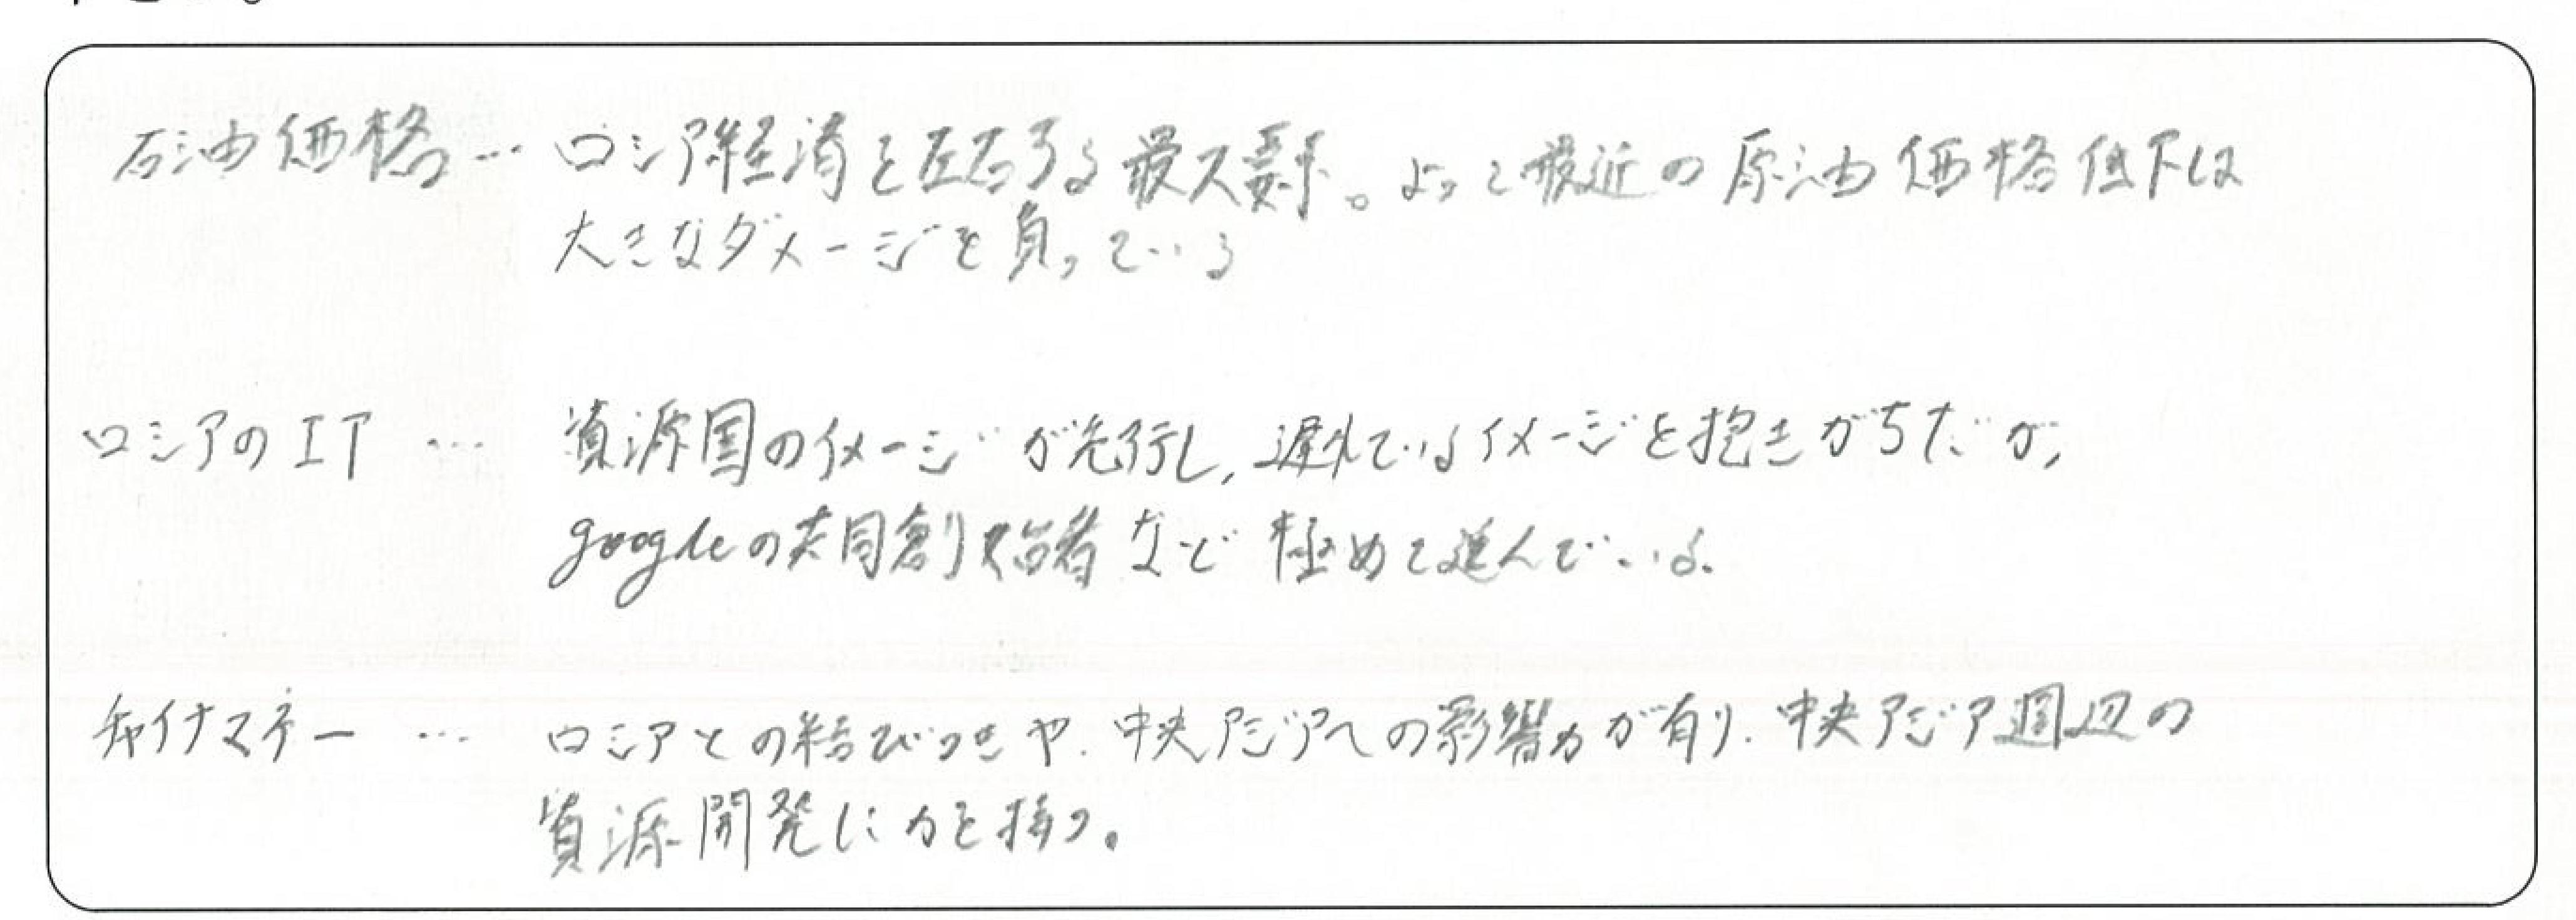 石油価格… ロシア経済を左右する最大要素。よって最近の原油価格低下は
大きなダメージを負っている
ロシアのIT … 資源国のイメージが先行し、遅れているイメージを抱きがちだが、
googleの共同創始者など極めて進んでいる。
チャイナマネー … ロシアとの結びつきや、中央アジアへの影響力が有り、中央アジア週辺の
資源開発に力を持つ。